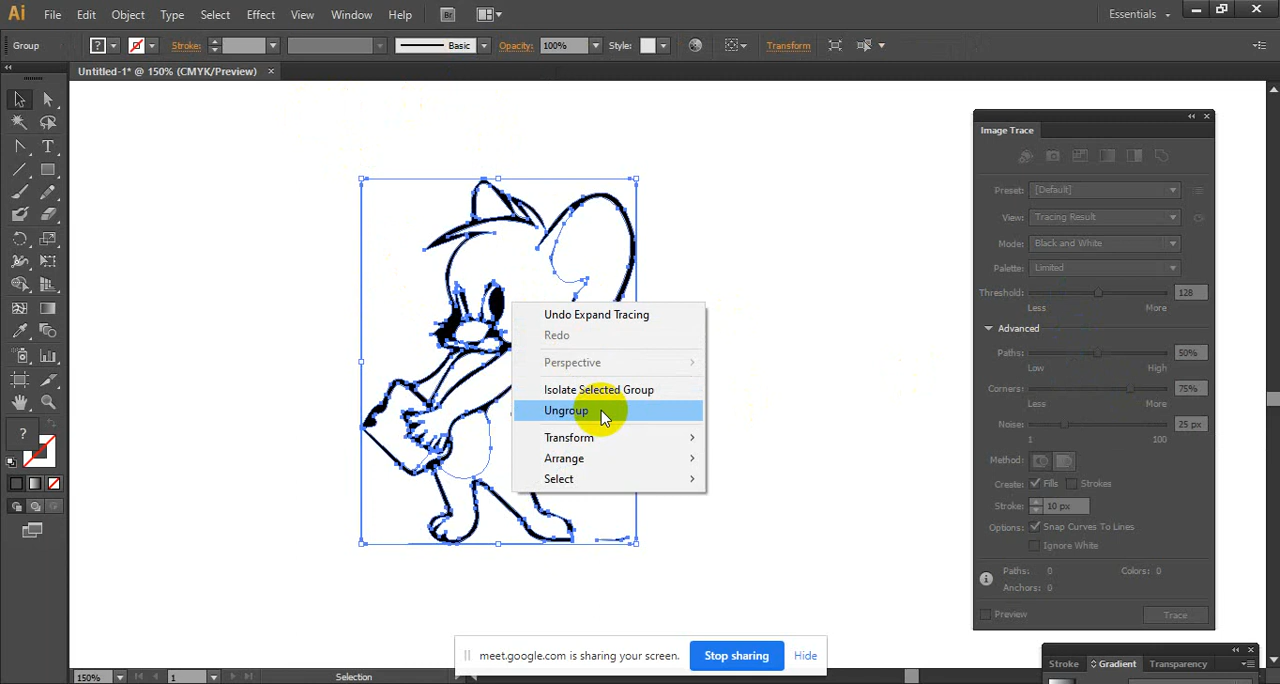 Ai File Edit Object Type Select Effect View Window Help Br Essentials
Group ? Stroke: Basic Opacity: 100% Style: Transform
Untitled-1* @ 150% (CMYK/Preview) ×
Image Trace
Preset: [Default]
View: Tracing Result
Mode: Black and White
Palette: Limited
Threshold: 128
Less More
Advanced
Paths: 50%
Low High
Corners: 75%
Less More
Noise: 25 px
1 100
Method:
Create: Fills Strokes
Stroke: 10 px
Options: Snap Curves To Lines
Ignore White
Paths: 0 Colors: 0
Anchors: 0
Preview Trace
Undo Expand Tracing
Redo
Perspective
Isolate Selected Group
Ungroup
Transform
Arrange
Select
T
?
meet.google.com is sharing your screen. Stop sharing Hide
Stroke Gradient Transparency
150% 1 Selection